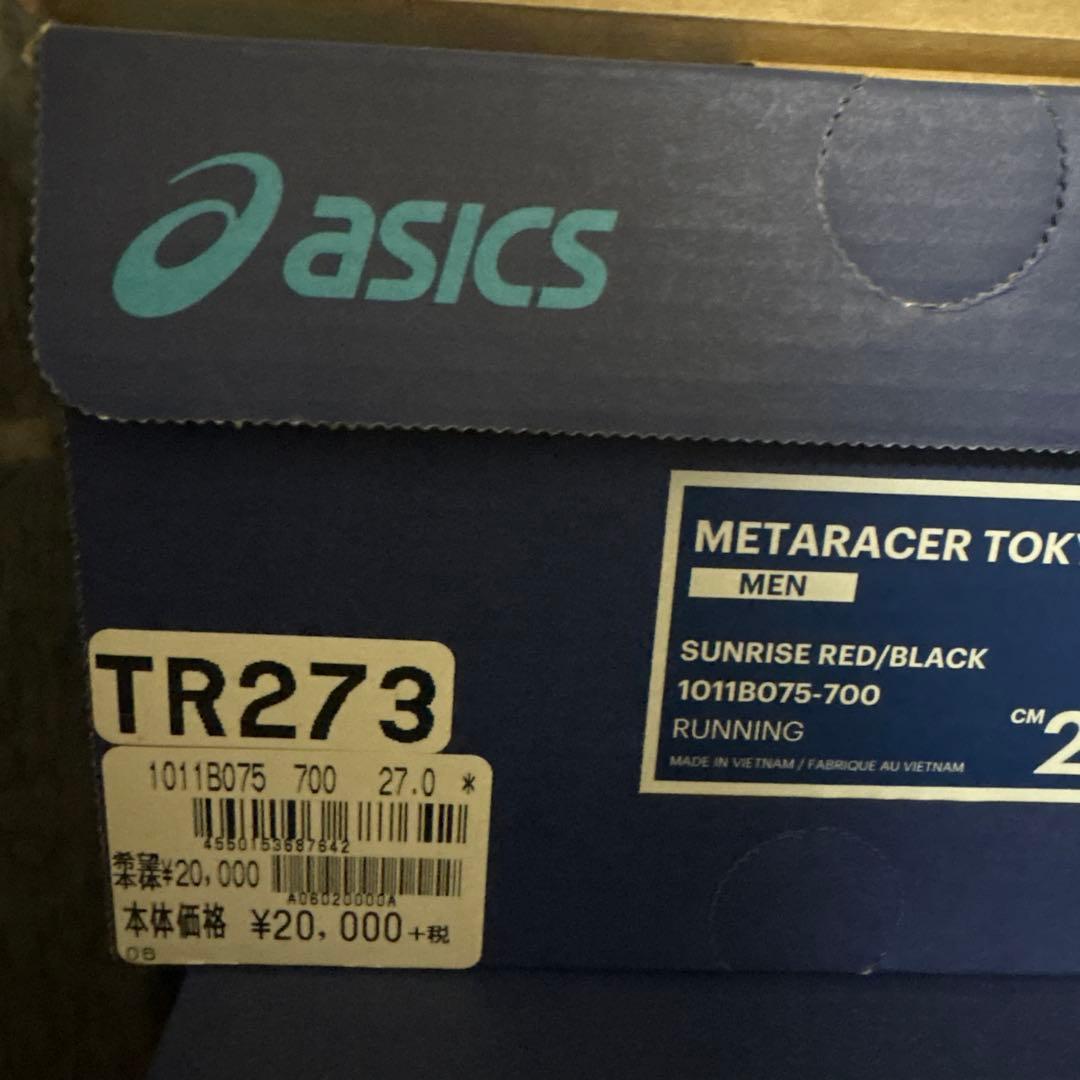 asics
METARACER TOKY
MEN
SUNRISE RED/BLACK
1011B075-700
RUNNING
CM 2
MADE IN VIETNAM / FABRIQUE AU VIETNAM
TR273
1011B075 700 27.0 *
4550153687642
希望
本体¥20,000
A06020000A
本体価格 ¥20,000+税
06